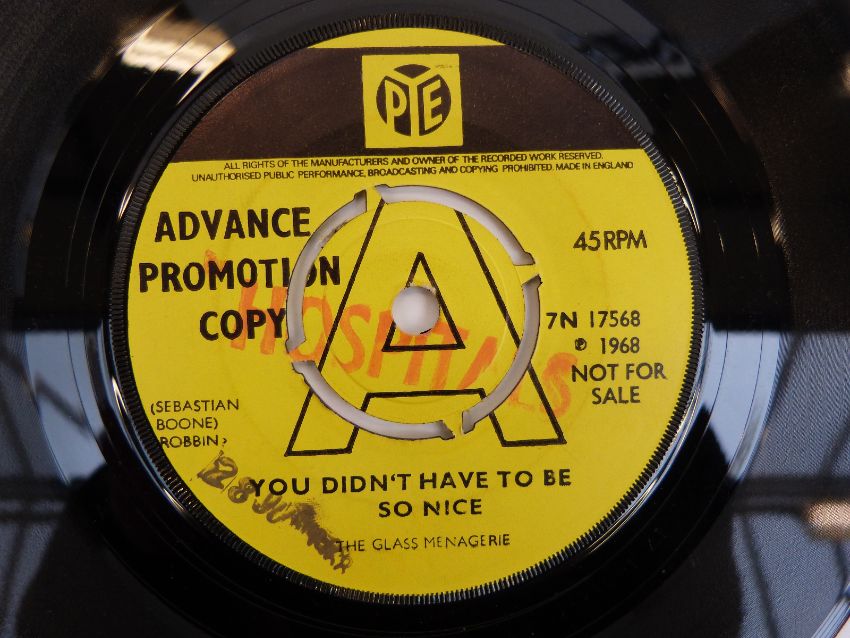 PYE
ALL RIGHTS OF THE MANUFACTURERS AND OWNER OF THE RECORDED WORK RESERVED.
UNAUTHORISED PUBLIC PERFORMANCE, BROADCASTING AND COPYING PROHIBITED. MADE IN ENGLAND
ADVANCE
PROMOTION
COPY
A
45 RPM
HOSPITALS
7N 17568
℗ 1968
NOT FOR
SALE
(SEBASTIAN
BOONE)
ROBBINS
YOU DIDN'T HAVE TO BE
SO NICE
THE GLASS MENAGERIE